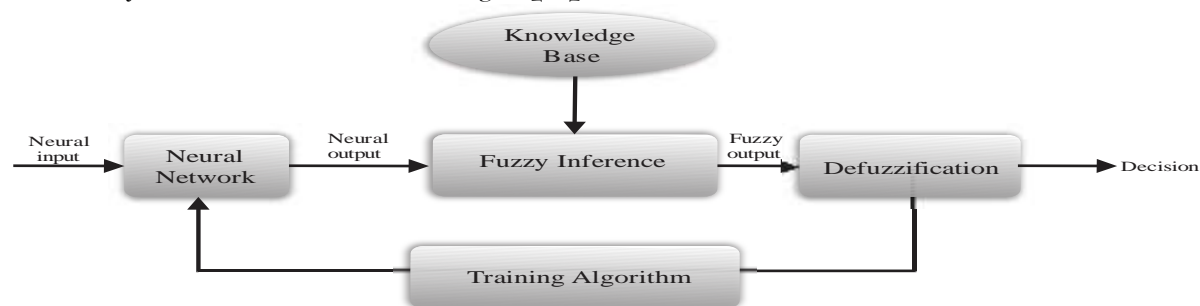 Knowledge
Base
Neural
input
Neural
Network
Neural
output
Fuzzy Inference
Fuzzy
output
Defuzzification
Decision
Training Algorithm